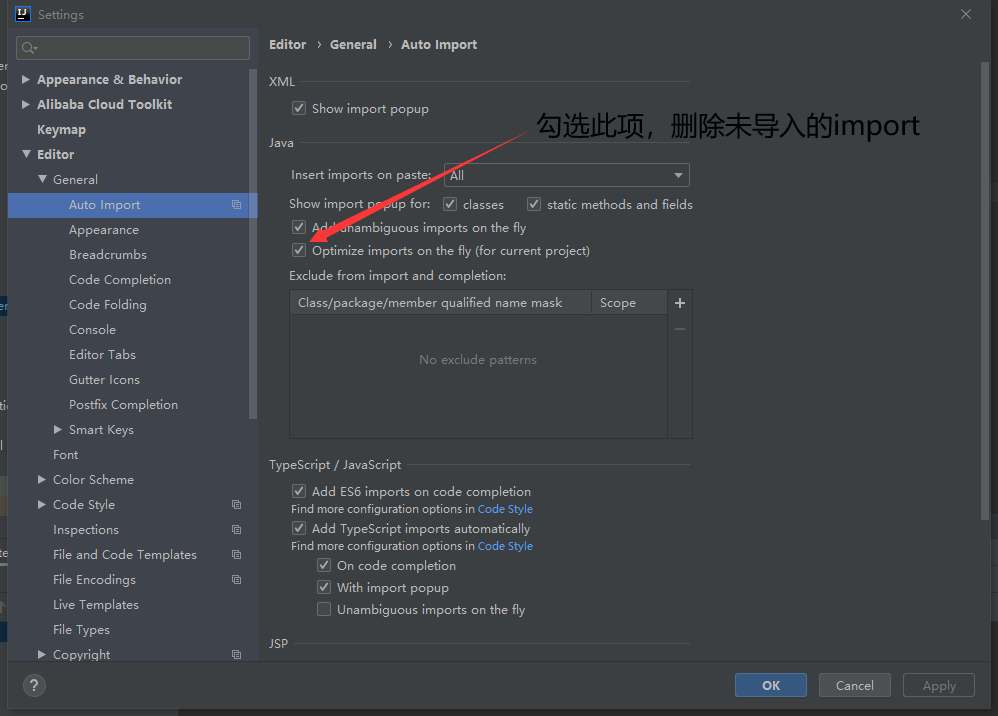 Settings
Appearance & Behavior
Alibaba Cloud Toolkit
Keymap
Editor
General
Auto Import
Appearance
Breadcrumbs
Code Completion
Code Folding
Console
Editor Tabs
Gutter Icons
Postfix Completion
Smart Keys
Font
Color Scheme
Code Style
Inspections
File and Code Templates
File Encodings
Live Templates
File Types
Copyright
Editor › General › Auto Import
XML
Show import popup
勾选此项，删除未导入的import
Java
Insert imports on paste: All
Show import popup for: classes static methods and fields
Add unambiguous imports on the fly
Optimize imports on the fly (for current project)
Exclude from import and completion:
Class/package/member qualified name mask Scope
No exclude patterns
TypeScript / JavaScript
Add ES6 imports on code completion
Find more configuration options in Code Style
Add TypeScript imports automatically
Find more configuration options in Code Style
On code completion
With import popup
Unambiguous imports on the fly
JSP
? OK Cancel Apply